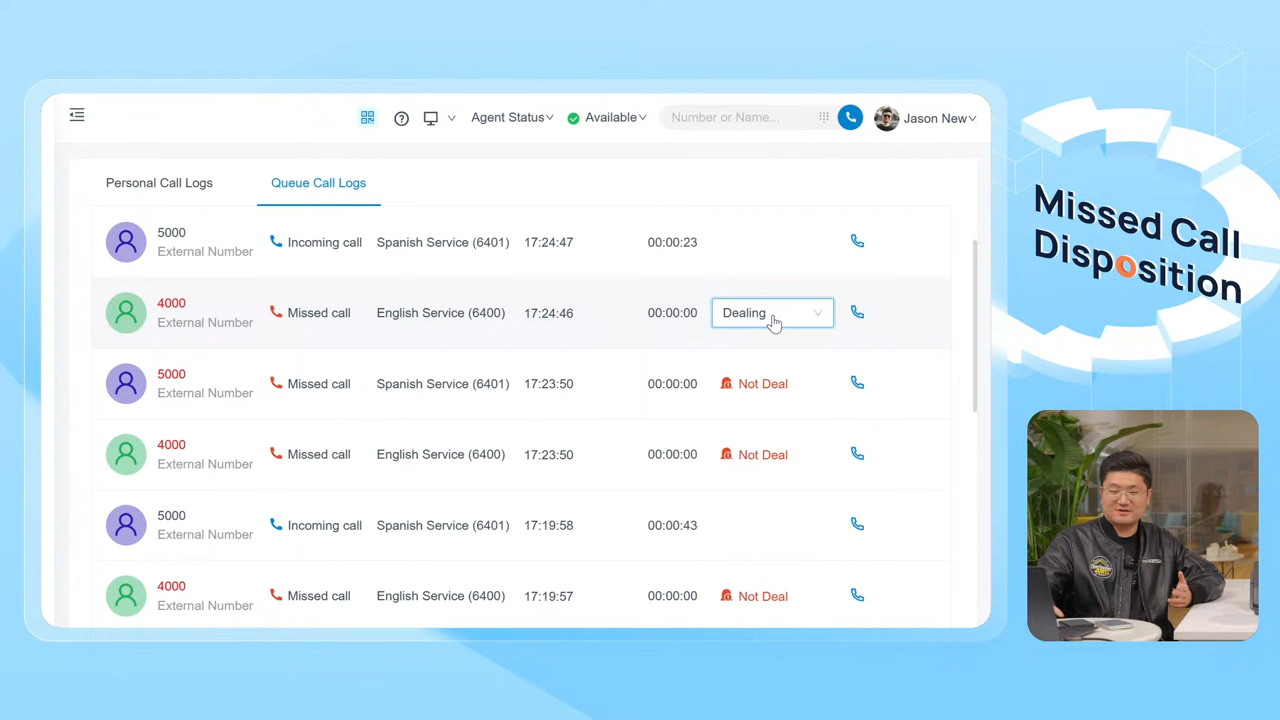 Agent Status
Available
Number or Name...
Jason New
Personal Call Logs
Queue Call Logs
5000
External Number
Incoming call
Spanish Service (6401)
17:24:47
00:00:23
4000
External Number
Missed call
English Service (6400)
17:24:46
00:00:00
Dealing
5000
External Number
Missed call
Spanish Service (6401)
17:23:50
00:00:00
Not Deal
4000
External Number
Missed call
English Service (6400)
17:23:50
00:00:00
Not Deal
5000
External Number
Incoming call
Spanish Service (6401)
17:19:58
00:00:43
4000
External Number
Missed call
English Service (6400)
17:19:57
00:00:00
Not Deal
Missed Call
Disposition